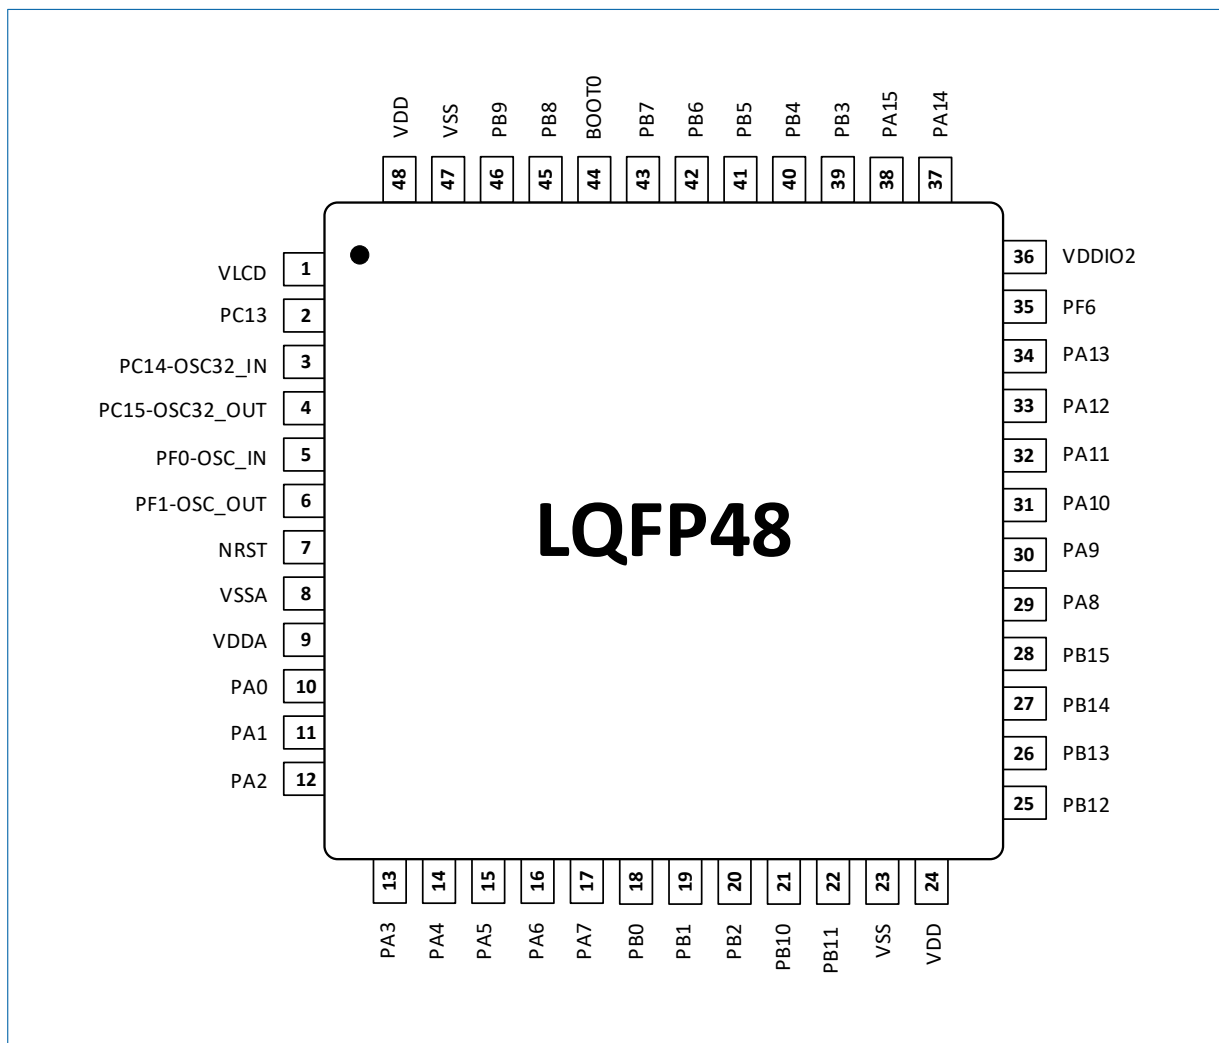 VDD
VSS
PB9
PB8
BOOT0
PB7
PB6
PB5
PB4
PB3
PA15
PA14
48
47
46
45
44
43
42
41
40
39
38
37
VLCD 1
PC13 2
PC14-OSC32_IN 3
PC15-OSC32_OUT 4
PF0-OSC_IN 5
PF1-OSC_OUT 6
NRST 7
VSSA 8
VDDA 9
PA0 10
PA1 11
PA2 12
LQFP48
36 VDDIO2
35 PF6
34 PA13
33 PA12
32 PA11
31 PA10
30 PA9
29 PA8
28 PB15
27 PB14
26 PB13
25 PB12
13
14
15
16
17
18
19
20
21
22
23
24
PA3
PA4
PA5
PA6
PA7
PB0
PB1
PB2
PB10
PB11
VSS
VDD